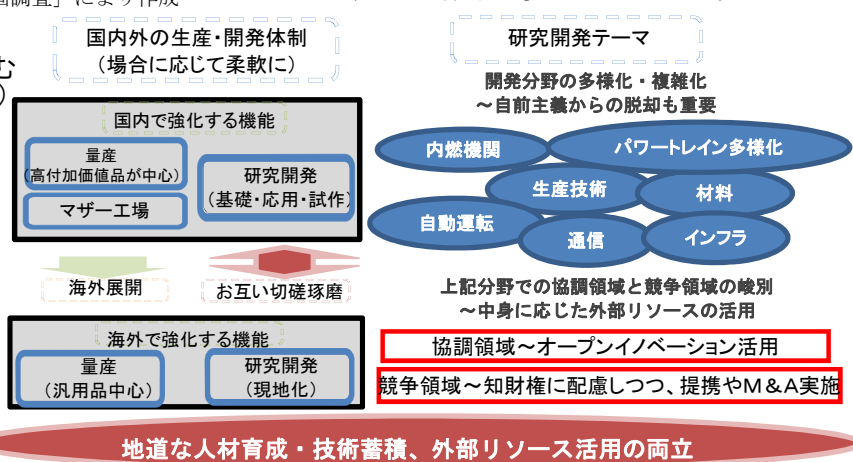 調査」により作成
む
)
国内外の生産・開発体制
(場合に応じて柔軟に)
国内で強化する機能
量産
(高付加価値品が中心)
マザー工場
研究開発
(基礎・応用・試作)
海外展開
お互い切磋琢磨
海外で強化する機能
量産
(汎用品中心)
研究開発
(現地化)
研究開発テーマ
開発分野の多様化・複雑化
~自前主義からの脱却も重要
内燃機関
パワートレイン多様化
生産技術
材料
自動運転
通信
インフラ
上記分野での協調領域と競争領域の峻別
~中身に応じた外部リソースの活用
協調領域~オープンイノベーション活用
競争領域~知財権に配慮しつつ、提携やM&A実施
地道な人材育成・技術蓄積、外部リソース活用の両立